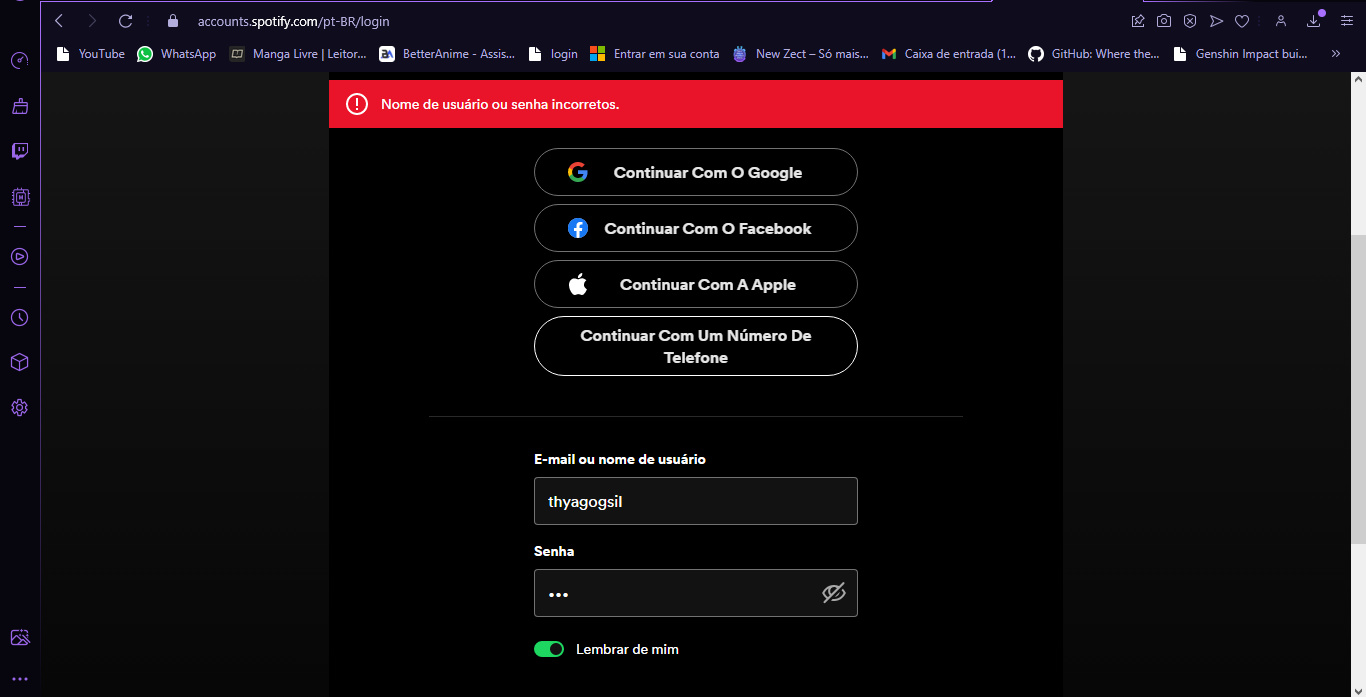 accounts.spotify.com/pt-BR/login
YouTube WhatsApp Manga Livre | Leitor... BetterAnime - Assis... login Entrar em sua conta New Zect – Só mais... Caixa de entrada (1... GitHub: Where the... Genshin Impact bui... »
Nome de usuário ou senha incorretos.
Continuar Com O Google
Continuar Com O Facebook
Continuar Com A Apple
Continuar Com Um Número De
Telefone
E-mail ou nome de usuário
thyagogsil
Senha
•••
Lembrar de mim